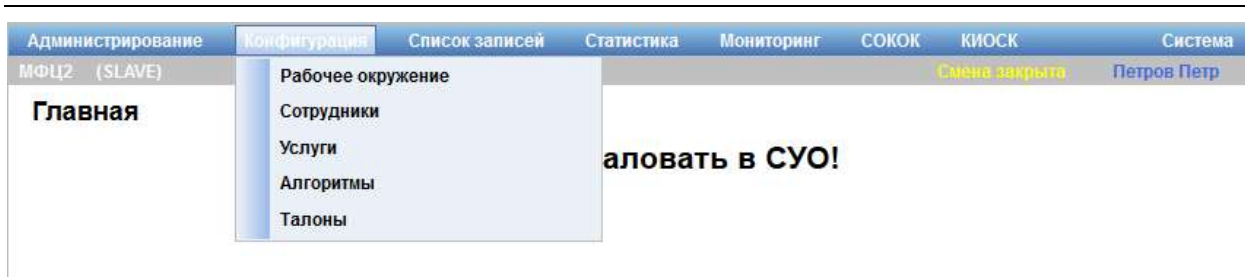 Администрирование Конфигурация Список записей Статистика Мониторинг СОКОК КИОСК Система
МФЦ2 (SLAVE) Смена закрыта Петров Петр
Рабочее окружение
Главная
Сотрудники
Услуги
аловать в СУО!
Алгоритмы
Талоны